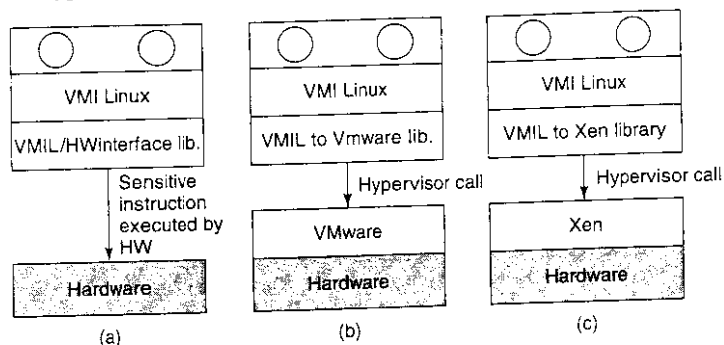 VMI Linux
VMIL/HWinterface lib.
Sensitive
instruction
executed by
HW
Hardware
(a)
VMI Linux
VMIL to Vmware lib.
Hypervisor call
VMware
Hardware
(b)
VMI Linux
VMIL to Xen library
Hypervisor call
Xen
Hardware
(c)